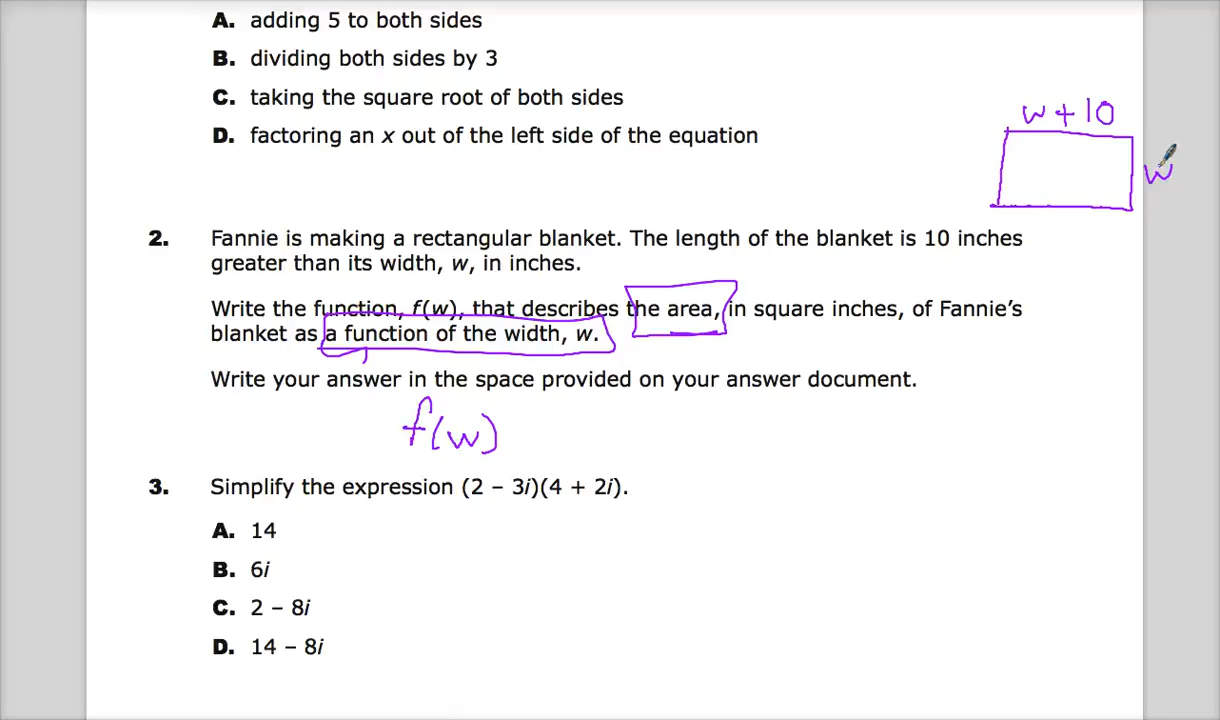 A. adding 5 to both sides
B. dividing both sides by 3
C. taking the square root of both sides
D. factoring an x out of the left side of the equation
w + 10
w
2. Fannie is making a rectangular blanket. The length of the blanket is 10 inches
greater than its width, w, in inches.
Write the function, f(w), that describes the area, in square inches, of Fannie's
blanket as a function of the width, w.
Write your answer in the space provided on your answer document.
f(w)
3. Simplify the expression (2 – 3i)(4 + 2i).
A. 14
B. 6i
C. 2 – 8i
D. 14 – 8i